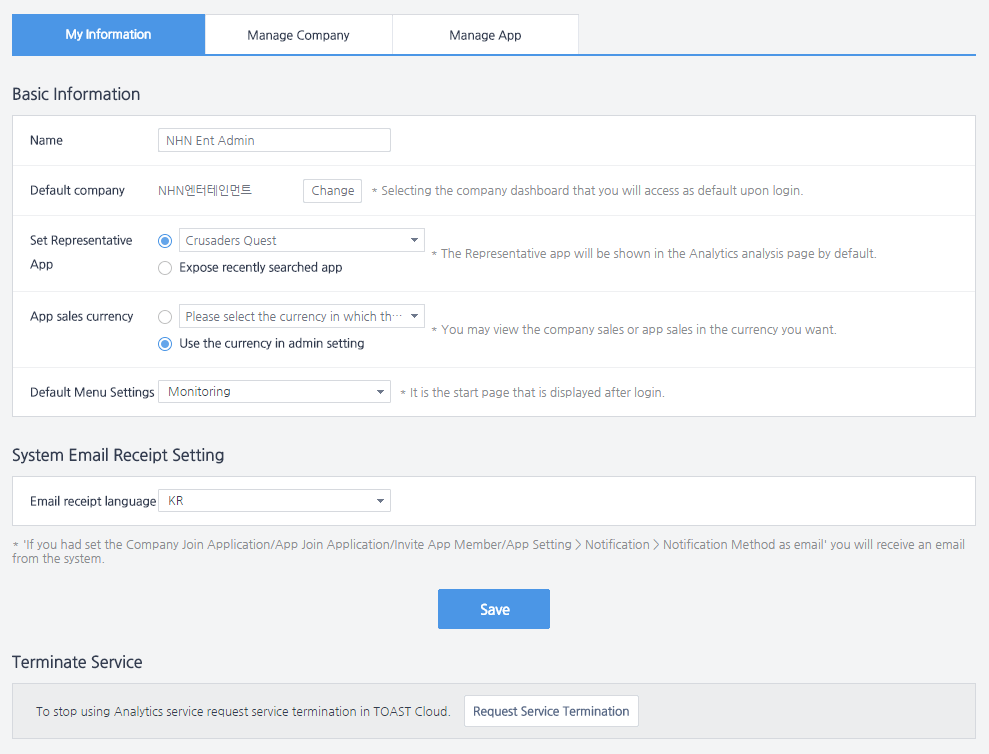 My Information
Manage Company
Manage App
Basic Information
Name
NHN Ent Admin
Default company
NHN엔터테인먼트
Change
* Selecting the company dashboard that you will access as default upon login.
Set Representative
App
Crusaders Quest
Expose recently searched app
* The Representative app will be shown in the Analytics analysis page by default.
App sales currency
Please select the currency in which th···
Use the currency in admin setting
* You may view the company sales or app sales in the currency you want.
Default Menu Settings
Monitoring
* It is the start page that is displayed after login.
System Email Receipt Setting
Email receipt language
KR
* 'If you had set the Company Join Application/App Join Application/Invite App Member/App Setting > Notification > Notification Method as email' you will receive an email
from the system.
Save
Terminate Service
To stop using Analytics service request service termination in TOAST Cloud.
Request Service Termination